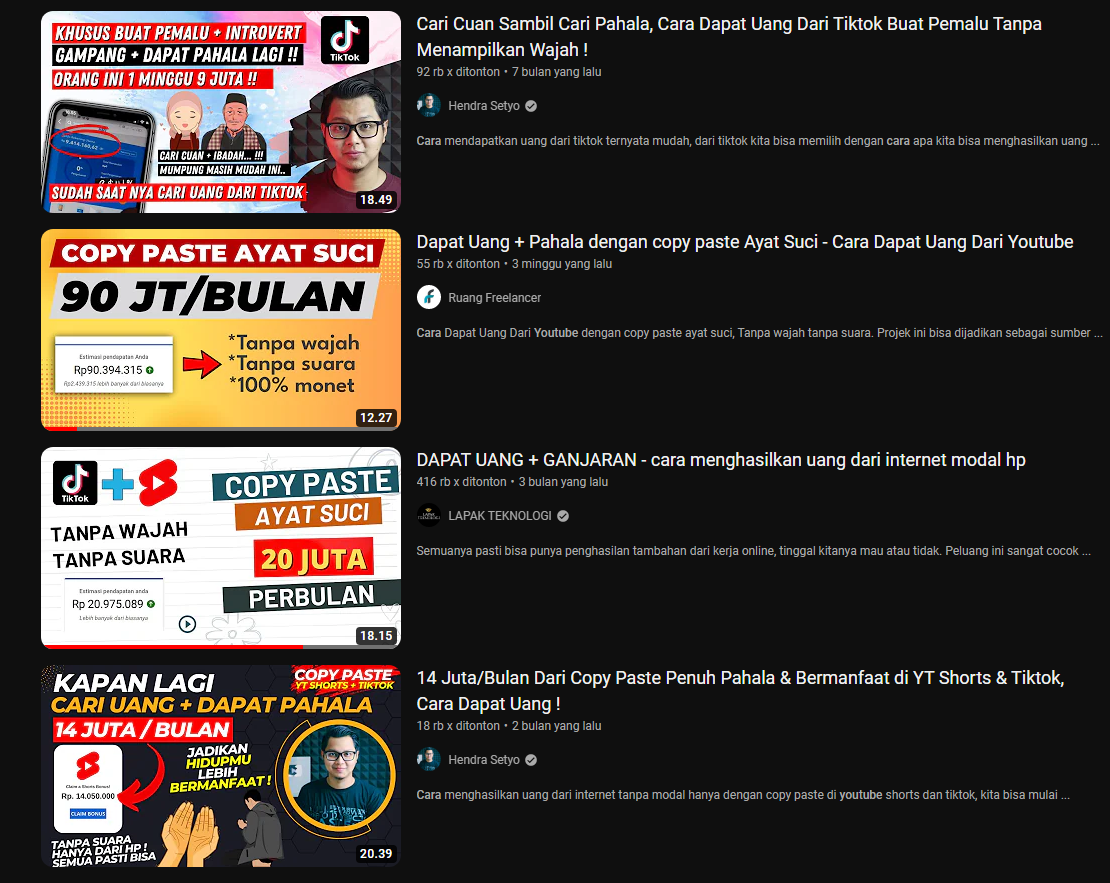 KHUSUS BUAT PEMALU + INTROVERT
GAMPANG + DAPAT PAHALA LAGI !!
ORANG INI 1 MINGGU 9 JUTA !!
TikTok
CARI CUAN + IBADAH... !!!
MUMPUNG MASIH MUDAH INI..
SUDAH SAAT NYA CARI UANG DARI TIKTOK
18.49
Cari Cuan Sambil Cari Pahala, Cara Dapat Uang Dari Tiktok Buat Pemalu Tanpa
Menampilkan Wajah !
92 rb x ditonton • 7 bulan yang lalu
Hendra Setyo
Cara mendapatkan uang dari tiktok ternyata mudah, dari tiktok kita bisa memilih dengan cara apa kita bisa menghasilkan uang ...
COPY PASTE AYAT SUCI
90 JT/BULAN
Estimasi pendapatan Anda
Rp90.394.315
Rp2.439.315 lebih banyak dari biasanya
*Tanpa wajah
*Tanpa suara
*100% monet
12.27
Dapat Uang + Pahala dengan copy paste Ayat Suci - Cara Dapat Uang Dari Youtube
55 rb x ditonton • 3 minggu yang lalu
Ruang Freelancer
Cara Dapat Uang Dari Youtube dengan copy paste ayat suci, Tanpa wajah tanpa suara. Projek ini bisa dijadikan sebagai sumber ...
TikTok
COPY PASTE
AYAT SUCI
TANPA WAJAH
TANPA SUARA
20 JUTA
PERBULAN
Estimasi pendapatan anda
Rp 20.975.089
Lebih banyak dari biasanya
18.15
DAPAT UANG + GANJARAN - cara menghasilkan uang dari internet modal hp
416 rb x ditonton • 3 bulan yang lalu
LAPAK TEKNOLOGI
Semuanya pasti bisa punya penghasilan tambahan dari kerja online, tinggal kitanya mau atau tidak. Peluang ini sangat cocok ...
KAPAN LAGI
COPY PASTE
YT SHORTS + TIKTOK
CARI UANG + DAPAT PAHALA
14 JUTA / BULAN
JADIKAN
HIDUPMU
LEBIH
BERMANFAAT !
Claim a Shorts Bonus!
Rp. 14.050.000
CLAIM BONUS
TANPA SUARA
HANYA DARI HP !
SEMUA PASTI BISA
20.39
14 Juta/Bulan Dari Copy Paste Penuh Pahala & Bermanfaat di YT Shorts & Tiktok,
Cara Dapat Uang !
18 rb x ditonton • 2 bulan yang lalu
Hendra Setyo
Cara menghasilkan uang dari internet tanpa modal hanya dengan copy paste di youtube shorts dan tiktok, kita bisa mulai ...